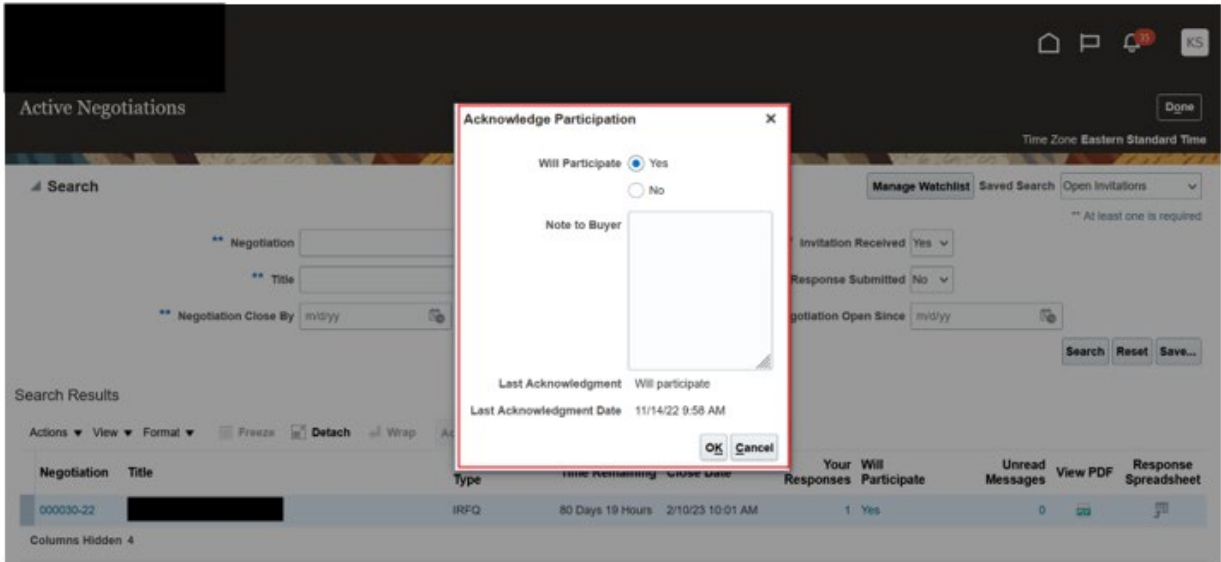 35
KS
Active Negotiations
Done
Time Zone Eastern Standard Time
Acknowledge Participation
Will Participate Yes
No
Note to Buyer
Last Acknowledgment Will participate
Last Acknowledgment Date 11/14/22 9:58 AM
OK Cancel
Search
Manage Watchlist Saved Search Open Invitations
** At least one is required
** Negotiation
Invitation Received Yes
** Title
Response Submitted No
** Negotiation Close By m/d/yy
gotiation Open Since m/d/yy
Search Reset Save...
Search Results
Actions View Format Freeze Detach Wrap Ac
Negotiation Title Type Time Remaining Close Date Your Responses Will Participate Unread Messages View PDF Response Spreadsheet
000030-22 IRFQ 80 Days 19 Hours 2/10/23 10:01 AM 1 Yes 0
Columns Hidden 4